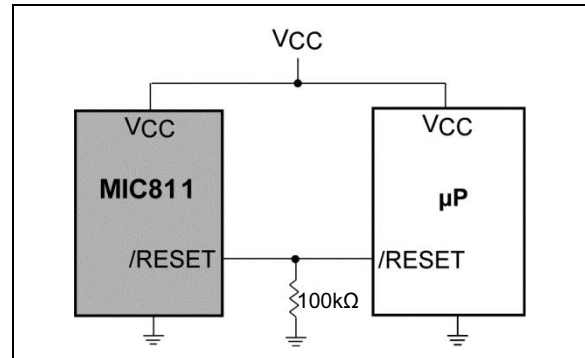 VCC
VCC
VCC
MIC811
µP
/RESET
/RESET
100kΩ